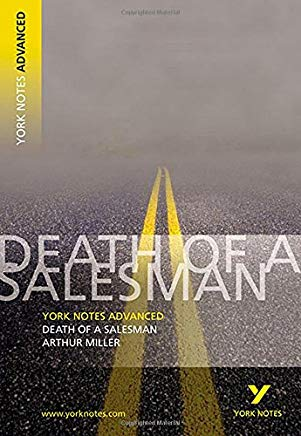 YORK NOTES ADVANCED
DEATH OF A
SALESMAN
YORK NOTES ADVANCED
DEATH OF A SALESMAN
ARTHUR MILLER
www.yorknotes.com
Y
YORK NOTES